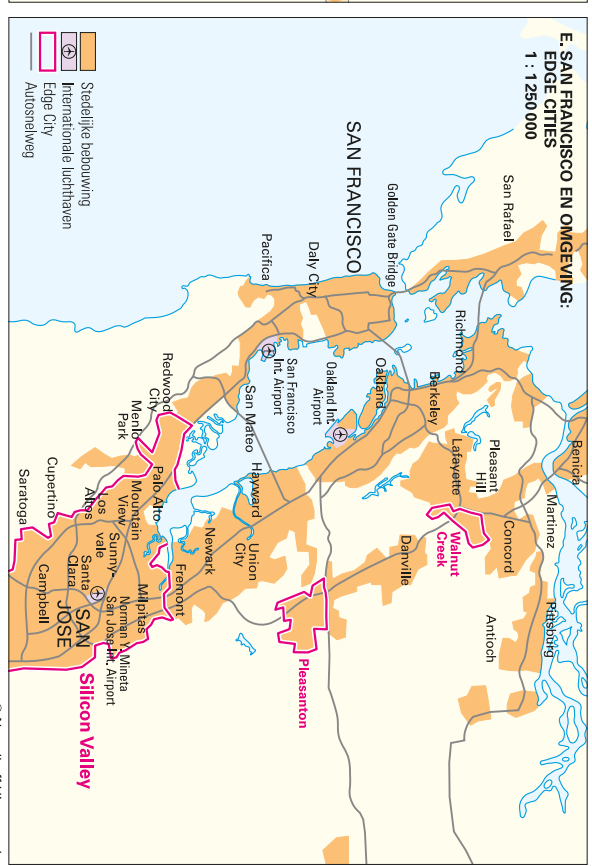 E. SAN FRANCISCO EN OMGEVING:
EDGE CITIES
1 : 1 250 000
San Rafael
Benicia
Martinez
Pittsburg
Richmond
Pleasant
Hill
Concord
Antioch
Berkeley
Lafayette
Walnut
Creek
Golden Gate Bridge
Oakland
Danville
SAN FRANCISCO
Daly City
Oakland Int.
Airport
Pleasanton
Pacifica
San Francisco
Int. Airport
San Mateo
Hayward
Union
City
Newark
Redwood
City
Menlo
Park
Palo Alto
Fremont
Mountain
View
Los
Altos
Sunny-
vale
Milpitas
Santa
Clara
Norman Y. Mineta
San Jose Int. Airport
Cupertino
Saratoga
Campbell
SAN
JOSE
Silicon Valley
Stedelijke bebouwing
Internationale luchthaven
Edge City
Autosnelweg